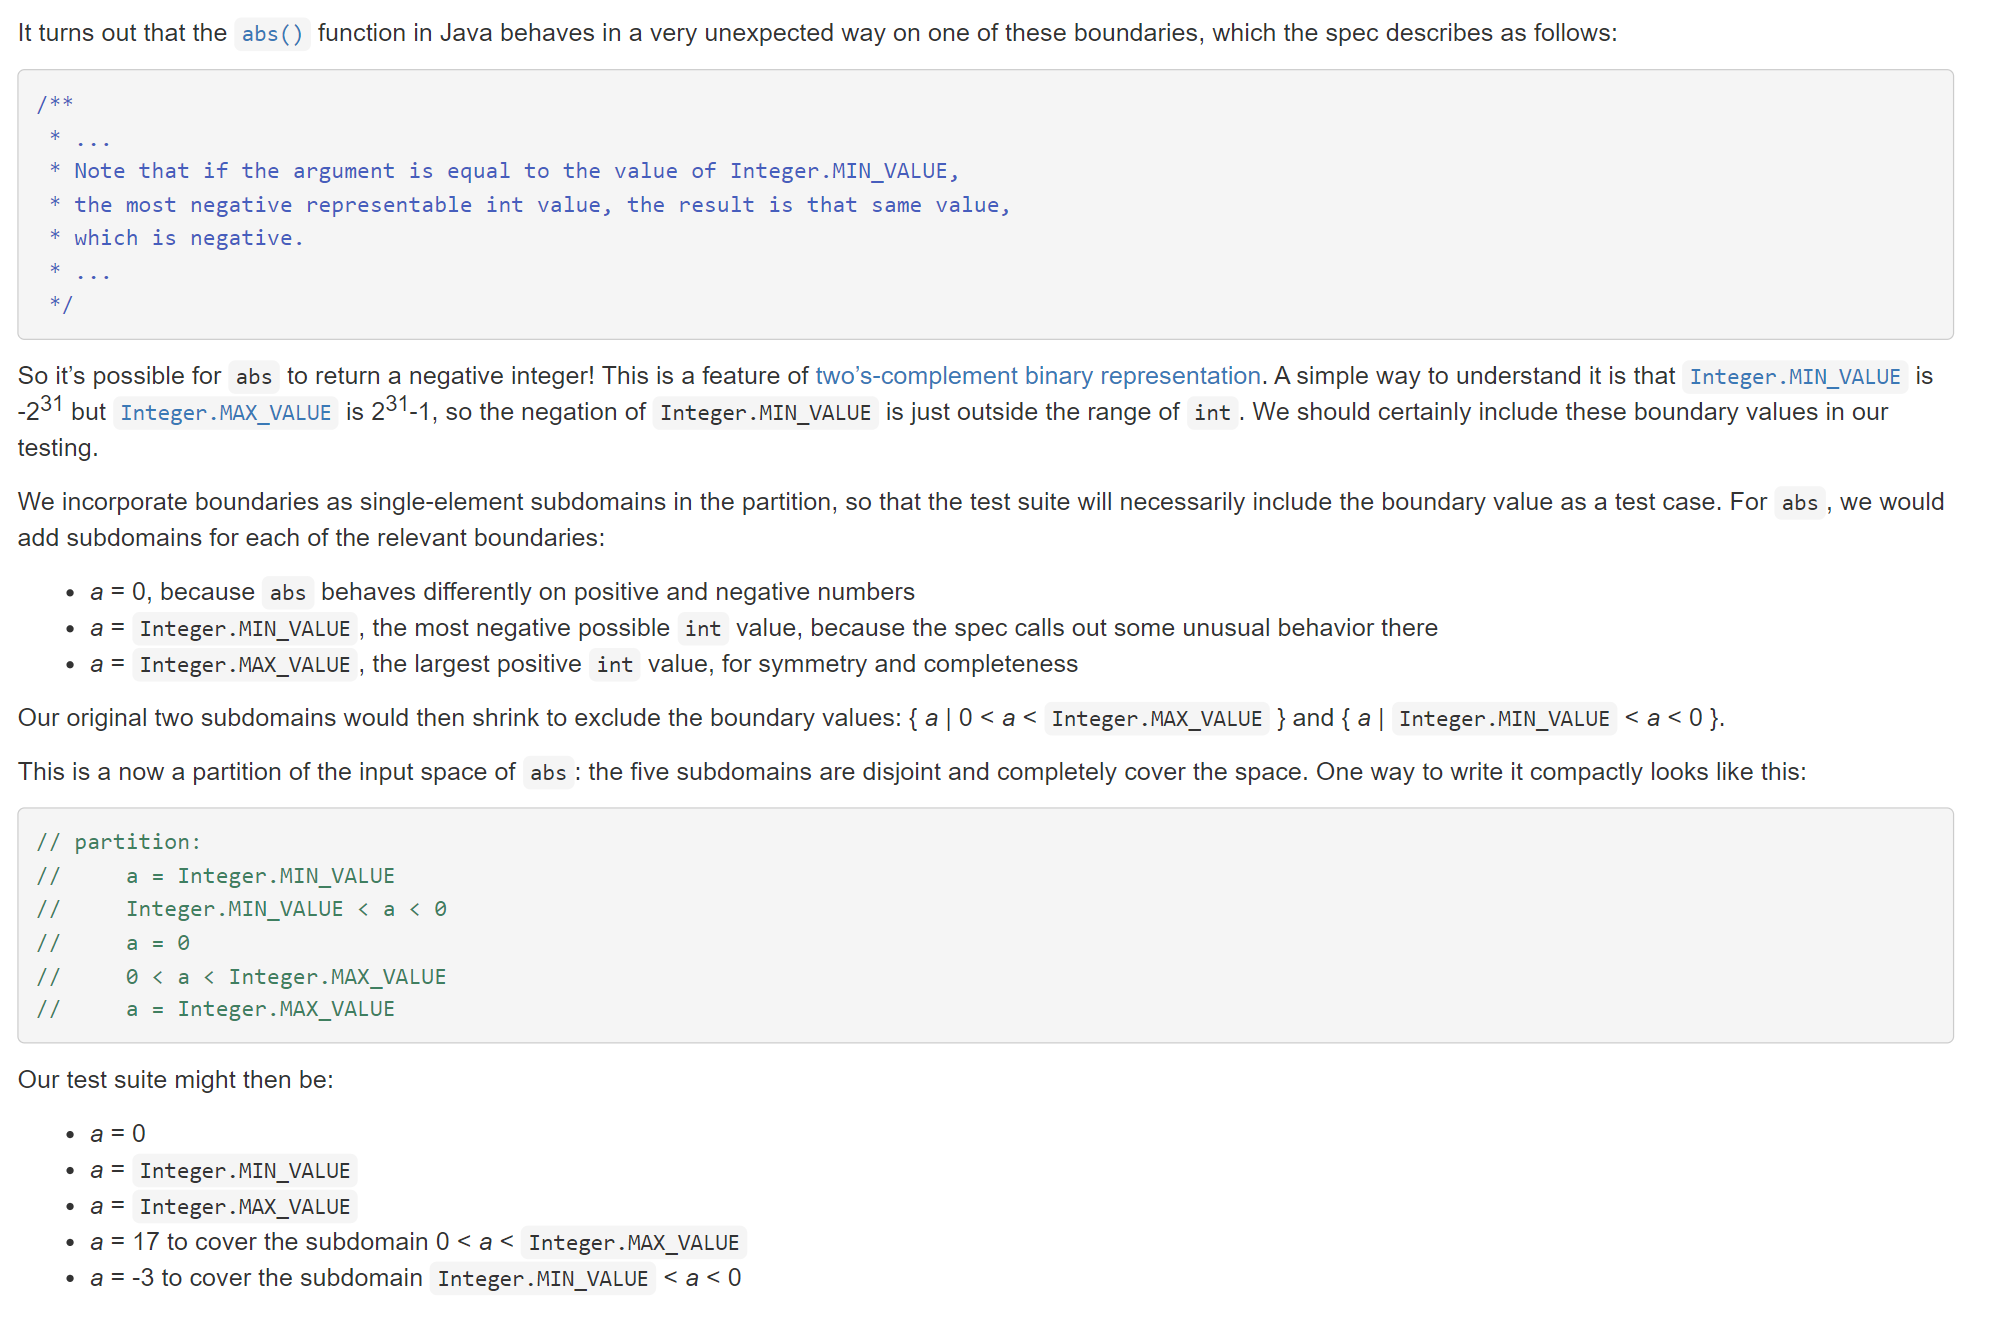 It turns out that the abs() function in Java behaves in a very unexpected way on one of these boundaries, which the spec describes as follows:
/**
 * ...
 * Note that if the argument is equal to the value of Integer.MIN_VALUE,
 * the most negative representable int value, the result is that same value,
 * which is negative.
 * ...
 */
So it’s possible for abs to return a negative integer! This is a feature of two’s-complement binary representation. A simple way to understand it is that Integer.MIN_VALUE is
-2³¹ but Integer.MAX_VALUE is 2³¹-1, so the negation of Integer.MIN_VALUE is just outside the range of int. We should certainly include these boundary values in our
testing.
We incorporate boundaries as single-element subdomains in the partition, so that the test suite will necessarily include the boundary value as a test case. For abs, we would
add subdomains for each of the relevant boundaries:
• a = 0, because abs behaves differently on positive and negative numbers
• a = Integer.MIN_VALUE, the most negative possible int value, because the spec calls out some unusual behavior there
• a = Integer.MAX_VALUE, the largest positive int value, for symmetry and completeness
Our original two subdomains would then shrink to exclude the boundary values: { a | 0 < a < Integer.MAX_VALUE } and { a | Integer.MIN_VALUE < a < 0 }.
This is a now a partition of the input space of abs: the five subdomains are disjoint and completely cover the space. One way to write it compactly looks like this:
// partition:
//     a = Integer.MIN_VALUE
//     Integer.MIN_VALUE < a < 0
//     a = 0
//     0 < a < Integer.MAX_VALUE
//     a = Integer.MAX_VALUE
Our test suite might then be:
• a = 0
• a = Integer.MIN_VALUE
• a = Integer.MAX_VALUE
• a = 17 to cover the subdomain 0 < a < Integer.MAX_VALUE
• a = -3 to cover the subdomain Integer.MIN_VALUE < a < 0